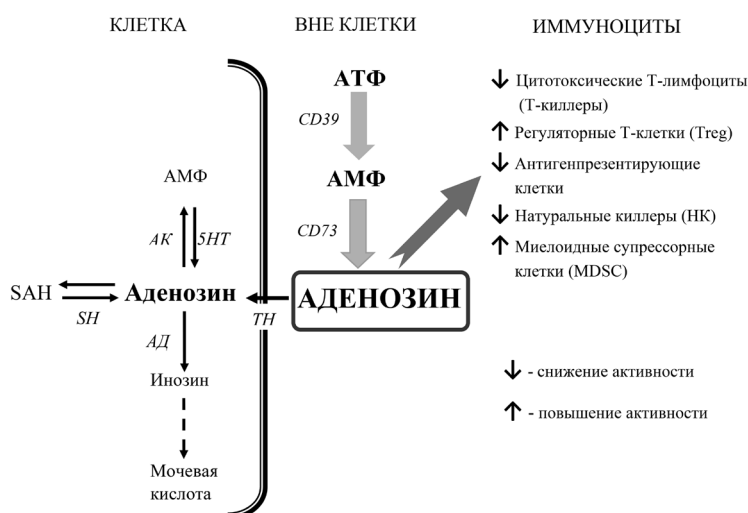 КЛЕТКА
ВНЕ КЛЕТКИ
ИММУНОЦИТЫ
АТФ
CD39
АМФ
CD73
АДЕНОЗИН
ТН
АМФ
АК
5НТ
SAH
SH
Аденозин
АД
Инозин
Мочевая
кислота
↓ Цитотоксические Т-лимфоциты
(Т-киллеры)
↑ Регуляторные Т-клетки (Treg)
↓ Антигенпрезентирующие
клетки
↓ Натуральные киллеры (НК)
↑ Миелоидные супрессорные
клетки (MDSC)
↓ - снижение активности
↑ - повышение активности